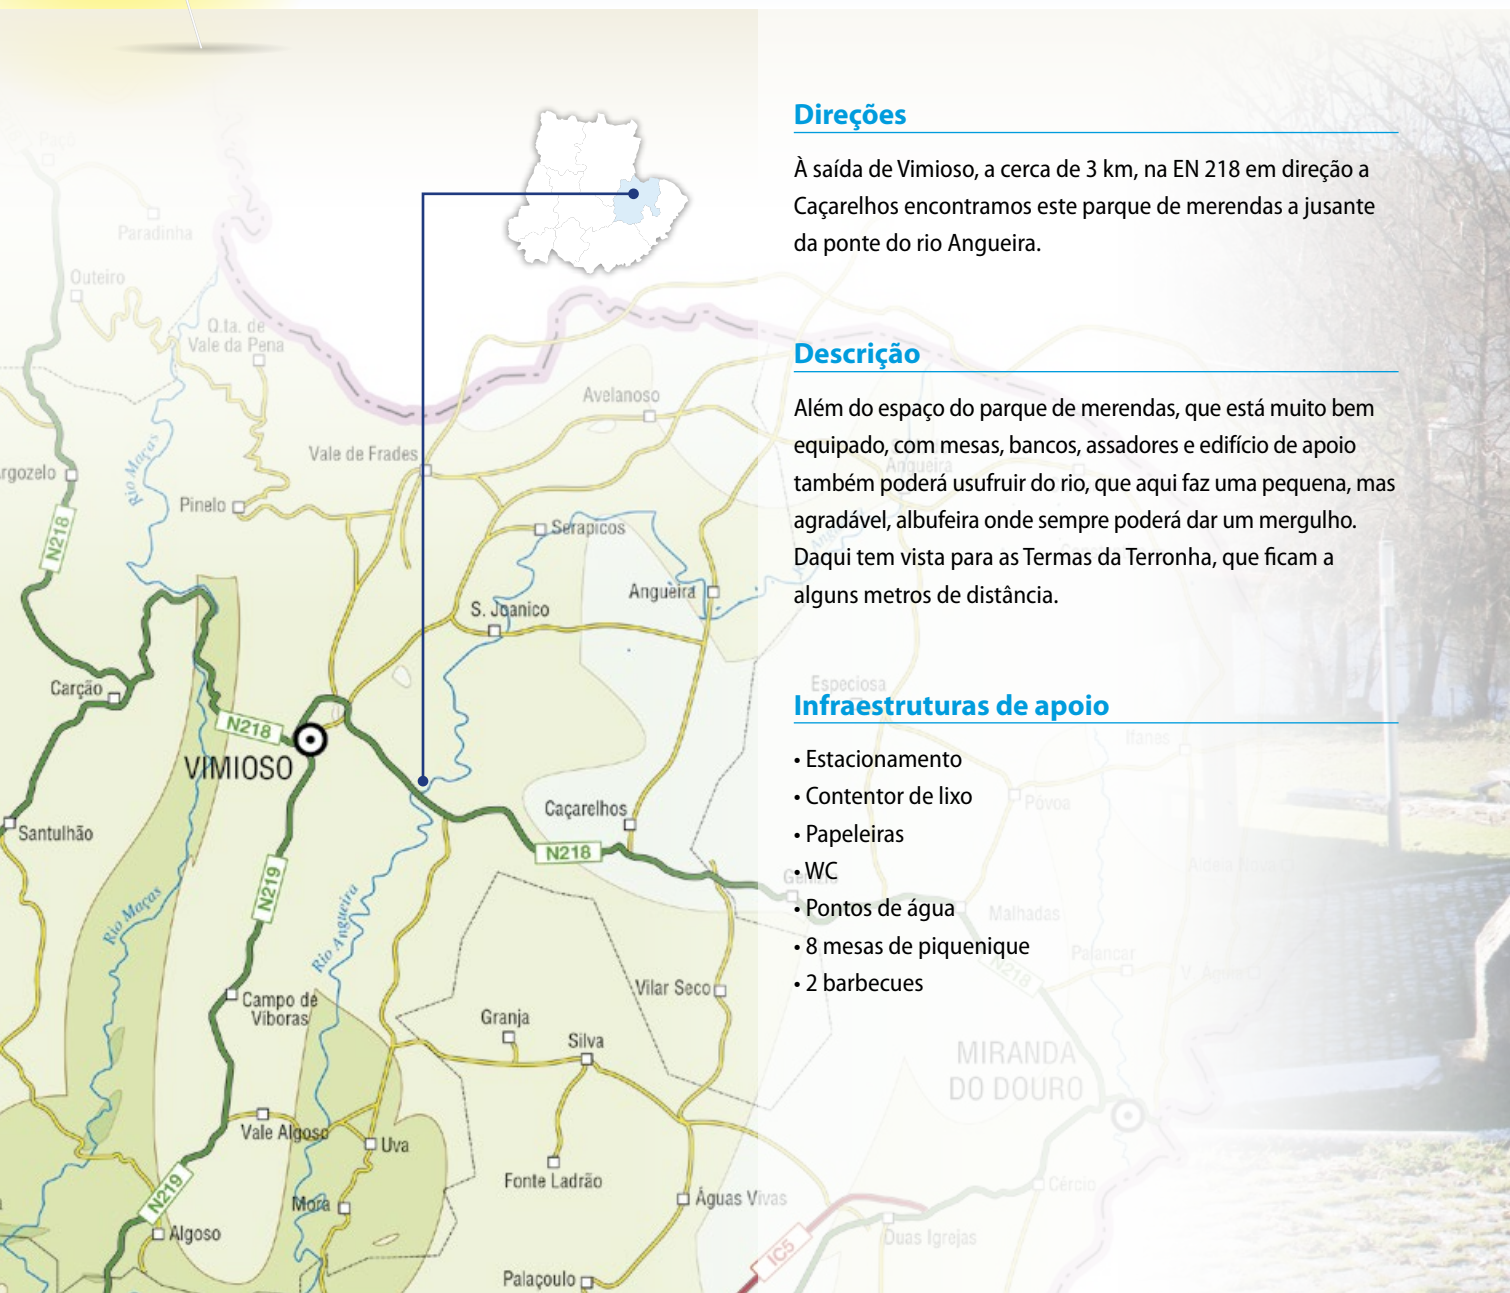 Direções
À saída de Vimioso, a cerca de 3 km, na EN 218 em direção a
Caçarelhos encontramos este parque de merendas a jusante
da ponte do rio Angueira.
Descrição
Além do espaço do parque de merendas, que está muito bem
equipado, com mesas, bancos, assadores e edifício de apoio
também poderá usufruir do rio, que aqui faz uma pequena, mas
agradável, albufeira onde sempre poderá dar um mergulho.
Daqui tem vista para as Termas da Terronha, que ficam a
alguns metros de distância.
Infraestruturas de apoio
• Estacionamento
• Contentor de lixo
• Papeleiras
• WC
• Pontos de água
• 8 mesas de piquenique
• 2 barbecues
Paradinha
Outeiro
Q.ta. de
Vale da Pena
Avelanoso
Vale de Frades
Rio Maçãs
Pinelo
N218
Serapicos
Angueira
Angueira
S. Joanico
Carção
Especiosa
N218
VIMIOSO
Ifanes
Póvoa
Caçarelhos
Santulhão
N218
N219
Rio Maçãs
Rio Angueira
Malhadas
Palancar
N218
Vilar Seco
Campo de
Víboras
Granja
Silva
MIRANDA
DO DOURO
Vale Algoso
Uva
Fonte Ladrão
Águas Vivas
Cércio
N219
Mora
Algoso
Duas Igrejas
IC5
Palaçoulo